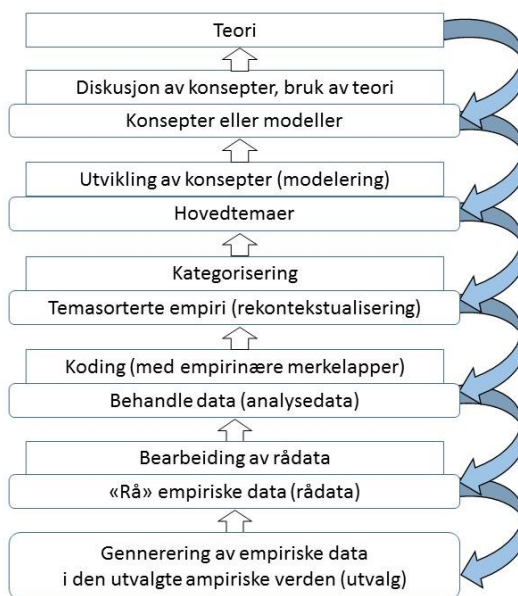 Teori
Diskusjon av konsepter, bruk av teori
Konsepter eller modeller
Utvikling av konsepter (modelering)
Hovedtemaer
Kategorisering
Temasorterte empiri (rekontekstualisering)
Koding (med empirinære merkelapper)
Behandle data (analysedata)
Bearbeiding av rådata
«Rå» empiriske data (rådata)
Gennerering av empiriske data
i den utvalgte ampiriske verden (utvalg)